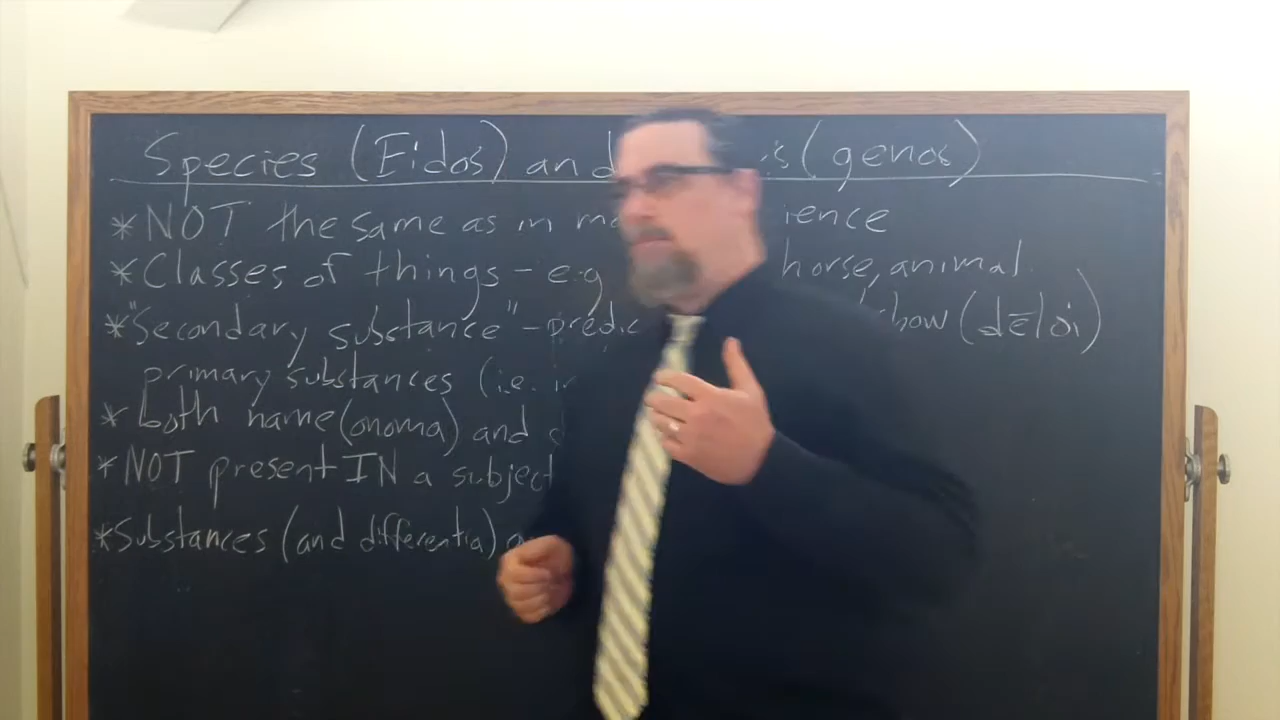 Species (Eidos) and (genos)
*NOT the same as in
*Classes of things - e.g horse, animal
*"Secondary substance" - show (dēloi)
primary substances (i.e.
*both name (onoma) and
*NOT present IN a subject
*Substances (and differentia)